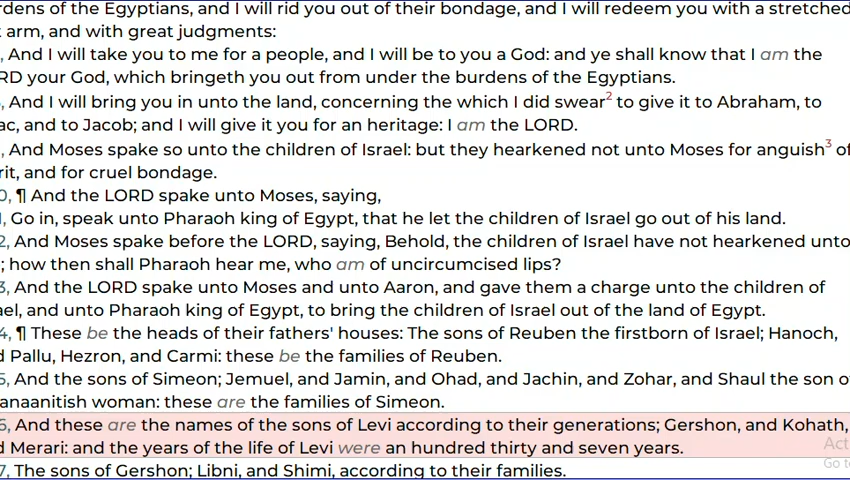 rdens of the Egyptians, and I will rid you out of their bondage, and I will redeem you with a stretched
t arm, and with great judgments:
, And I will take you to me for a people, and I will be to you a God: and ye shall know that I am the
RD your God, which bringeth you out from under the burdens of the Egyptians.
, And I will bring you in unto the land, concerning the which I did swear2 to give it to Abraham, to
ac, and to Jacob; and I will give it you for an heritage: I am the LORD.
, And Moses spake so unto the children of Israel: but they hearkened not unto Moses for anguish3 of
rit, and for cruel bondage.
0, ¶ And the LORD spake unto Moses, saying,
1, Go in, speak unto Pharaoh king of Egypt, that he let the children of Israel go out of his land.
2, And Moses spake before the LORD, saying, Behold, the children of Israel have not hearkened unto
; how then shall Pharaoh hear me, who am of uncircumcised lips?
3, And the LORD spake unto Moses and unto Aaron, and gave them a charge unto the children of
ael, and unto Pharaoh king of Egypt, to bring the children of Israel out of the land of Egypt.
4, ¶ These be the heads of their fathers' houses: The sons of Reuben the firstborn of Israel; Hanoch,
d Pallu, Hezron, and Carmi: these be the families of Reuben.
5, And the sons of Simeon; Jemuel, and Jamin, and Ohad, and Jachin, and Zohar, and Shaul the son of
anaanitish woman: these are the families of Simeon.
6, And these are the names of the sons of Levi according to their generations; Gershon, and Kohath,
d Merari: and the years of the life of Levi were an hundred thirty and seven years.
7, The sons of Gershon; Libni, and Shimi, according to their families.
Act
Go to